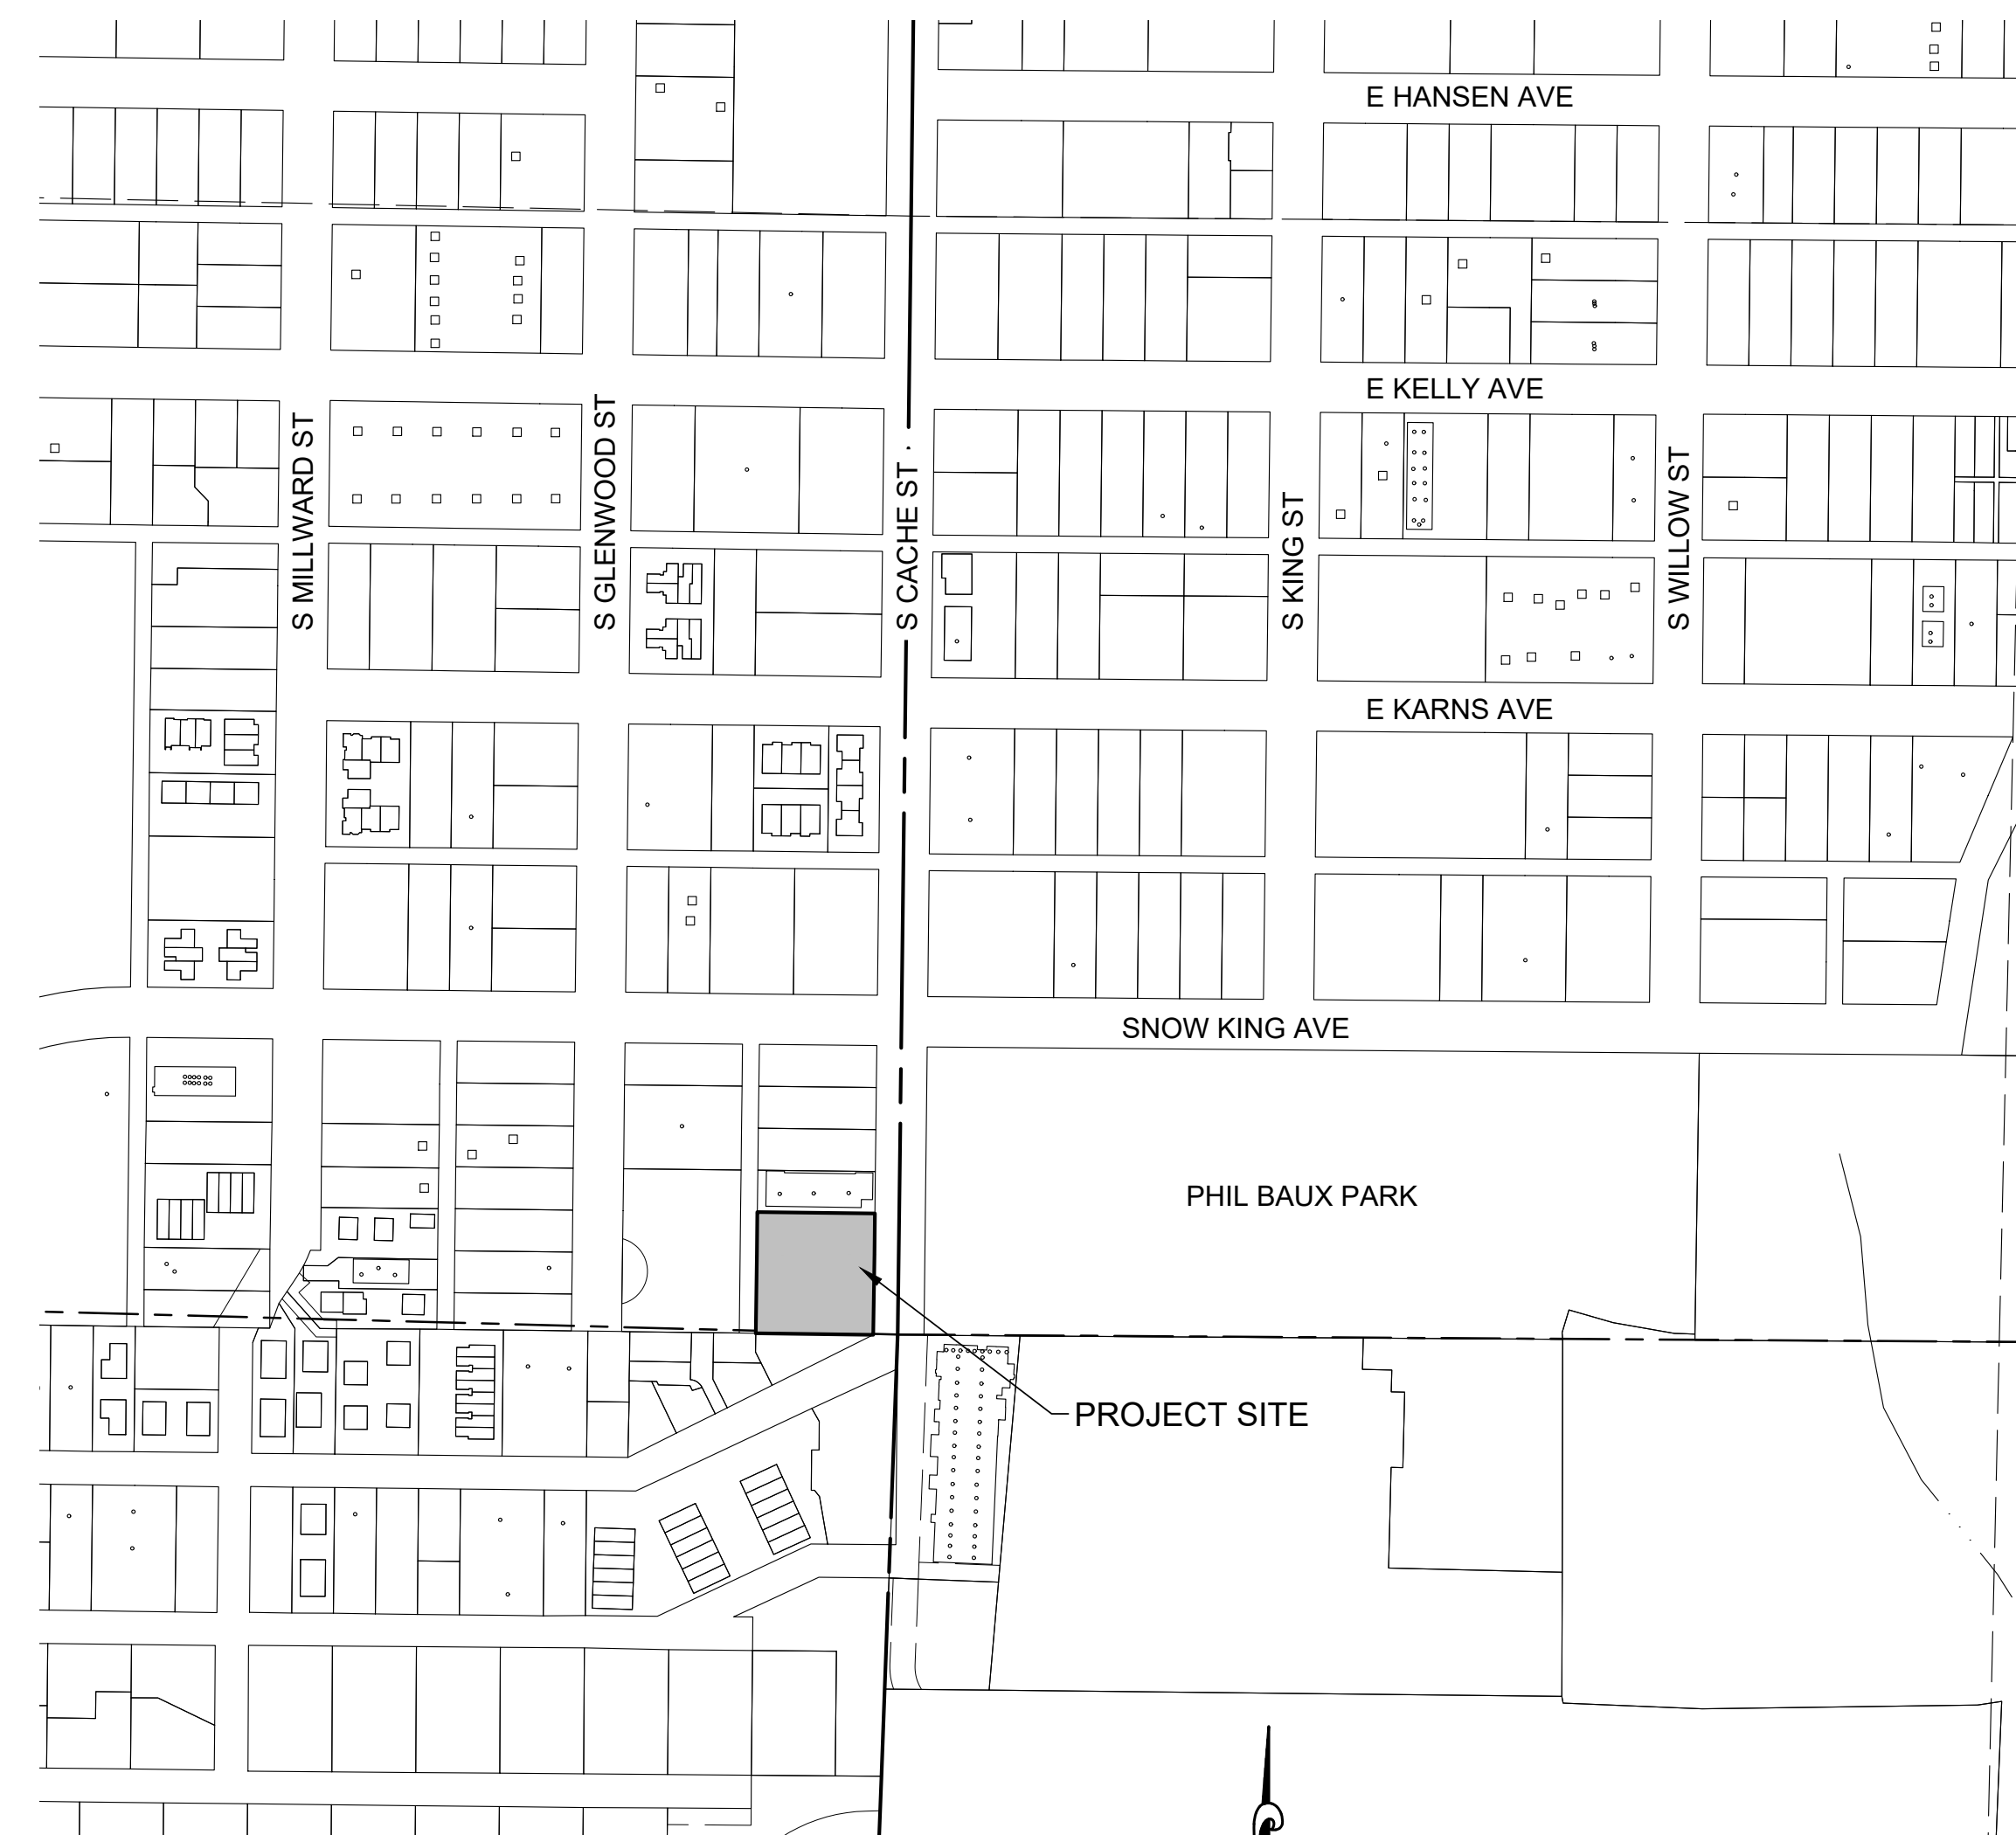 E HANSEN AVE
E KELLY AVE
S MILLWARD ST
S GLENWOOD ST
S CACHE ST
S KING ST
S WILLOW ST
E KARNS AVE
SNOW KING AVE
PHIL BAUX PARK
PROJECT SITE